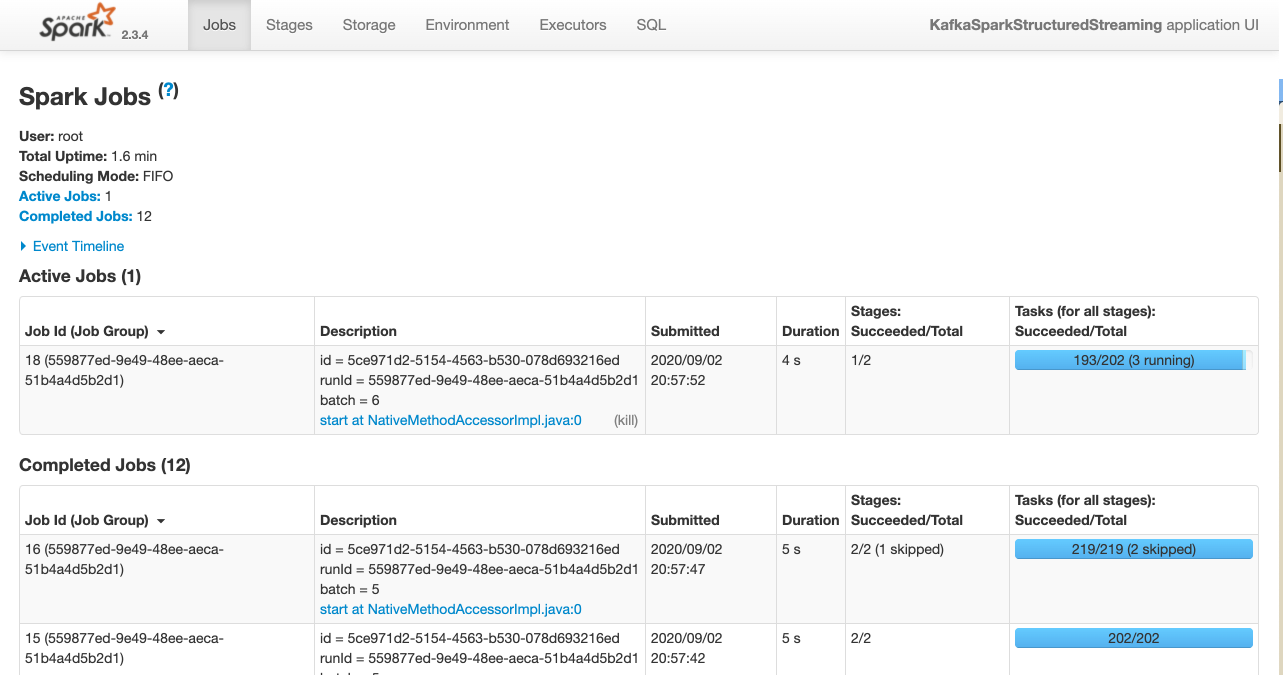 APACHE
Spark 2.3.4 Jobs Stages Storage Environment Executors SQL KafkaSparkStructuredStreaming application UI
Spark Jobs (?)
User: root
Total Uptime: 1.6 min
Scheduling Mode: FIFO
Active Jobs: 1
Completed Jobs: 12
Event Timeline
Active Jobs (1)
Job Id (Job Group) Description Submitted Duration Stages: Succeeded/Total Tasks (for all stages): Succeeded/Total
18 (559877ed-9e49-48ee-aeca-
51b4a4d5b2d1)
id = 5ce971d2-5154-4563-b530-078d693216ed
runId = 559877ed-9e49-48ee-aeca-51b4a4d5b2d1
batch = 6
start at NativeMethodAccessorImpl.java:0 (kill)
2020/09/02
20:57:52
4 s
1/2
193/202 (3 running)
Completed Jobs (12)
Job Id (Job Group) Description Submitted Duration Stages: Succeeded/Total Tasks (for all stages): Succeeded/Total
16 (559877ed-9e49-48ee-aeca-
51b4a4d5b2d1)
id = 5ce971d2-5154-4563-b530-078d693216ed
runId = 559877ed-9e49-48ee-aeca-51b4a4d5b2d1
batch = 5
start at NativeMethodAccessorImpl.java:0
2020/09/02
20:57:47
5 s
2/2 (1 skipped)
219/219 (2 skipped)
15 (559877ed-9e49-48ee-aeca-
51b4a4d5b2d1)
id = 5ce971d2-5154-4563-b530-078d693216ed
runId = 559877ed-9e49-48ee-aeca-51b4a4d5b2d1
2020/09/02
20:57:42
5 s
2/2
202/202